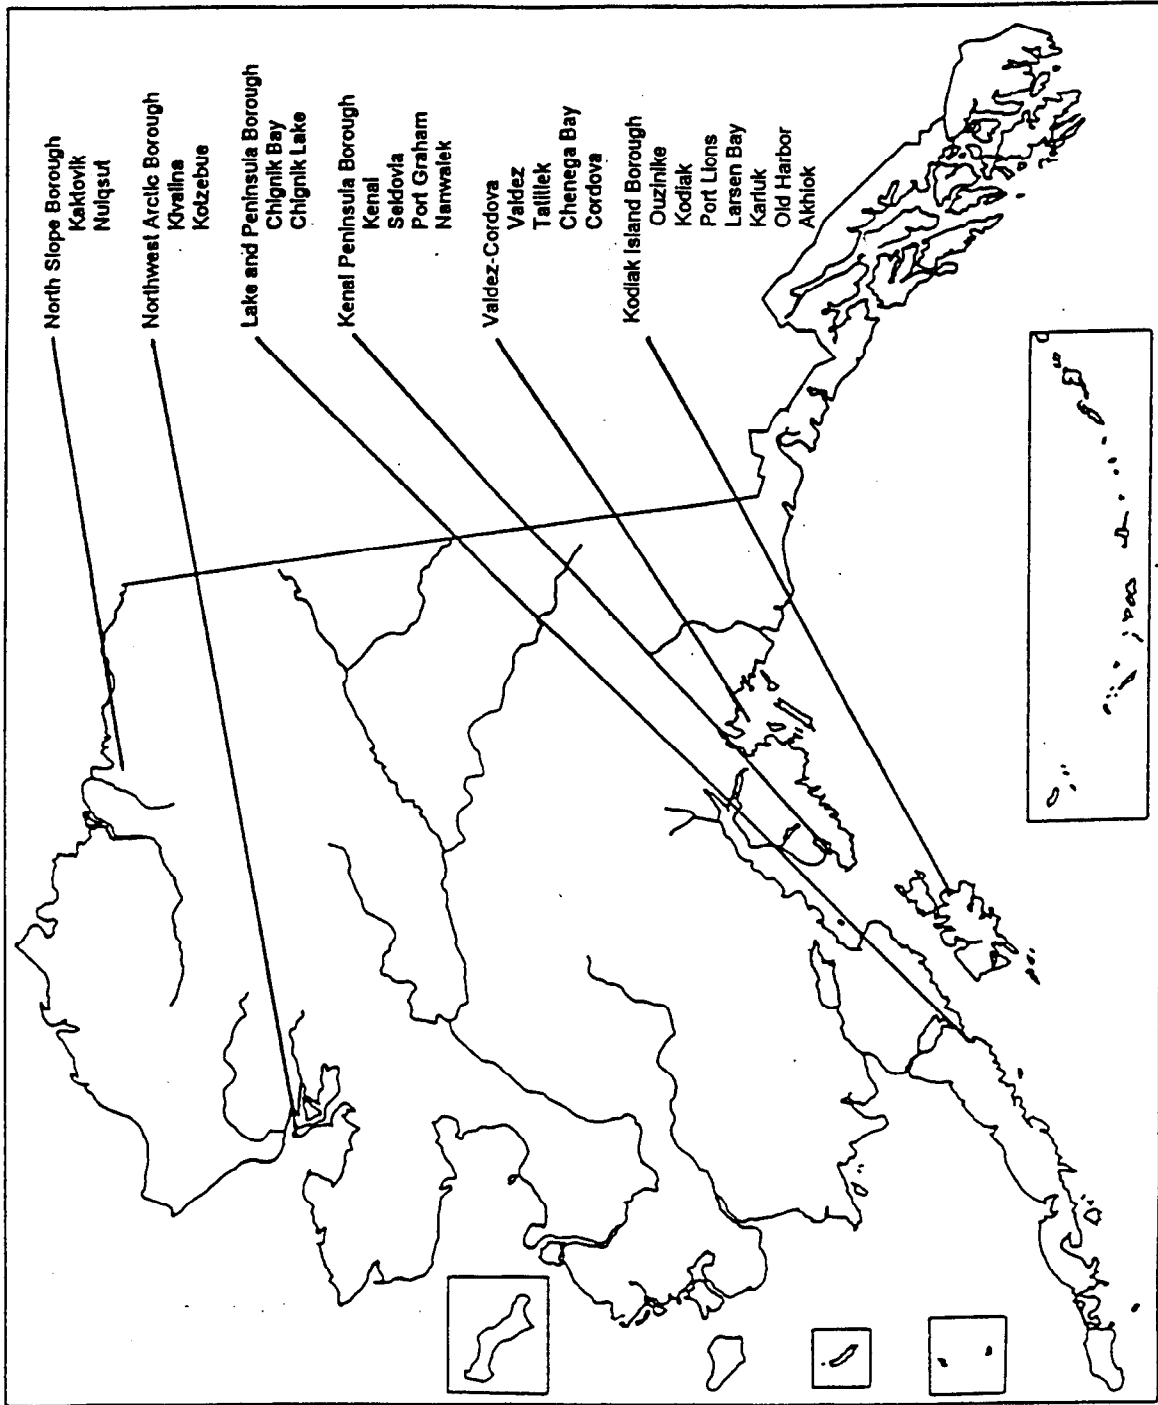 North Slope Borough
Kaktovik
Nuiqsut
Northwest Arctic Borough
Kivalina
Kotzebue
Lake and Peninsula Borough
Chignik Bay
Chignik Lake
Kenai Peninsula Borough
Kenai
Seldovia
Port Graham
Nanwalek
Valdez-Cordova
Valdez
Tatilek
Chenega Bay
Cordova
Kodiak Island Borough
Ouzinike
Kodiak
Port Lions
Larsen Bay
Karluk
Old Harbor
Akhiok